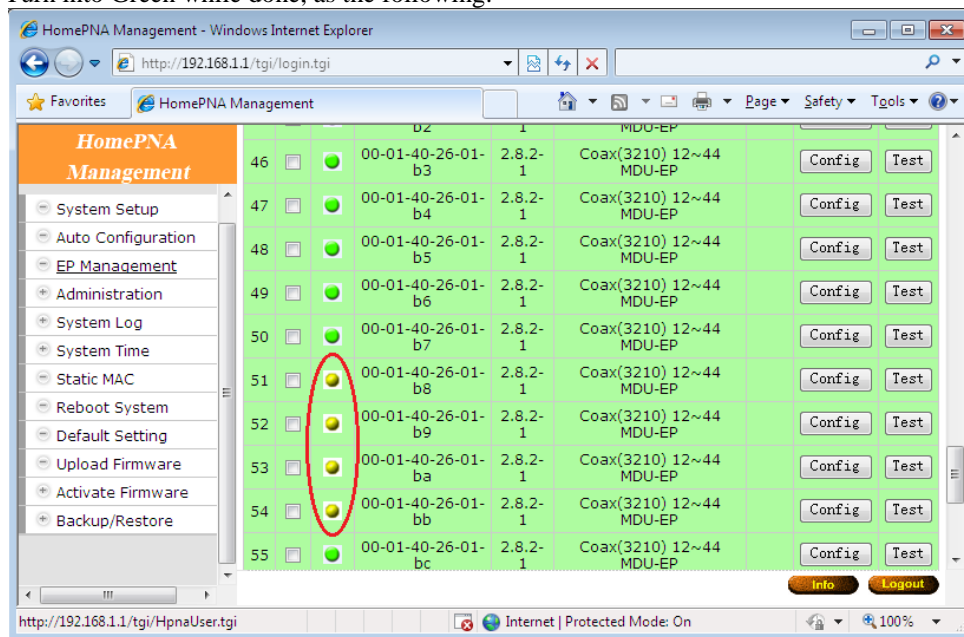 Turn into Green while done, as the following:
HomePNA Management - Windows Internet Explorer
http://192.168.1.1/tgi/login.tgi
Favorites HomePNA Management Page Safety Tools
HomePNA
Management
System Setup
Auto Configuration
EP Management
Administration
System Log
System Time
Static MAC
Reboot System
Default Setting
Upload Firmware
Activate Firmware
Backup/Restore
b2 1 MDU-EP
46 00-01-40-26-01- 2.8.2- Coax(3210) 12~44 Config Test
b3 1 MDU-EP
47 00-01-40-26-01- 2.8.2- Coax(3210) 12~44 Config Test
b4 1 MDU-EP
48 00-01-40-26-01- 2.8.2- Coax(3210) 12~44 Config Test
b5 1 MDU-EP
49 00-01-40-26-01- 2.8.2- Coax(3210) 12~44 Config Test
b6 1 MDU-EP
50 00-01-40-26-01- 2.8.2- Coax(3210) 12~44 Config Test
b7 1 MDU-EP
51 00-01-40-26-01- 2.8.2- Coax(3210) 12~44 Config Test
b8 1 MDU-EP
52 00-01-40-26-01- 2.8.2- Coax(3210) 12~44 Config Test
b9 1 MDU-EP
53 00-01-40-26-01- 2.8.2- Coax(3210) 12~44 Config Test
ba 1 MDU-EP
54 00-01-40-26-01- 2.8.2- Coax(3210) 12~44 Config Test
bb 1 MDU-EP
55 00-01-40-26-01- 2.8.2- Coax(3210) 12~44 Config Test
bc 1 MDU-EP
Info Logout
http://192.168.1.1/tgi/HpnaUser.tgi Internet | Protected Mode: On 100%